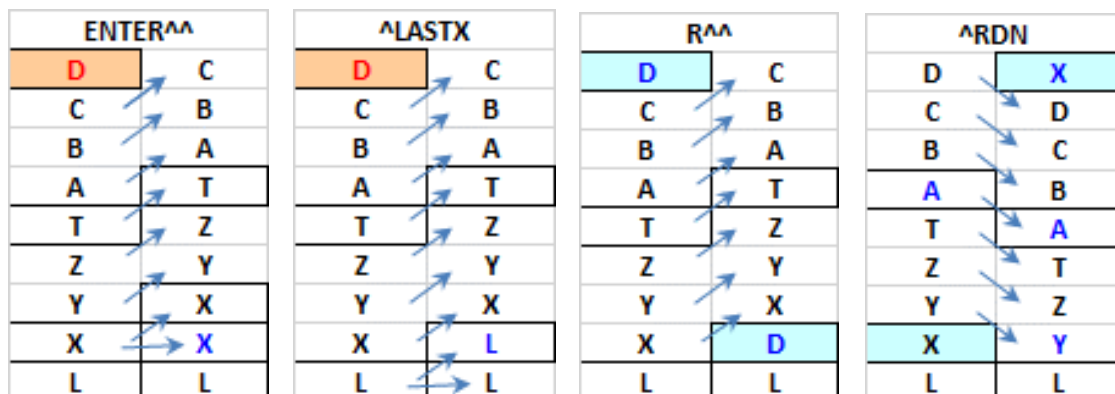 ENTER^^ ^LASTX R^^ ^RDN
D C D C D C D X
C B C B C B C D
B A B A B A B C
A T A T A T A B
T Z T Z T Z T A
Z Y Z Y Z Y Z T
Y X Y X Y X Y Z
X X X L X D X Y
L L L L L L L L